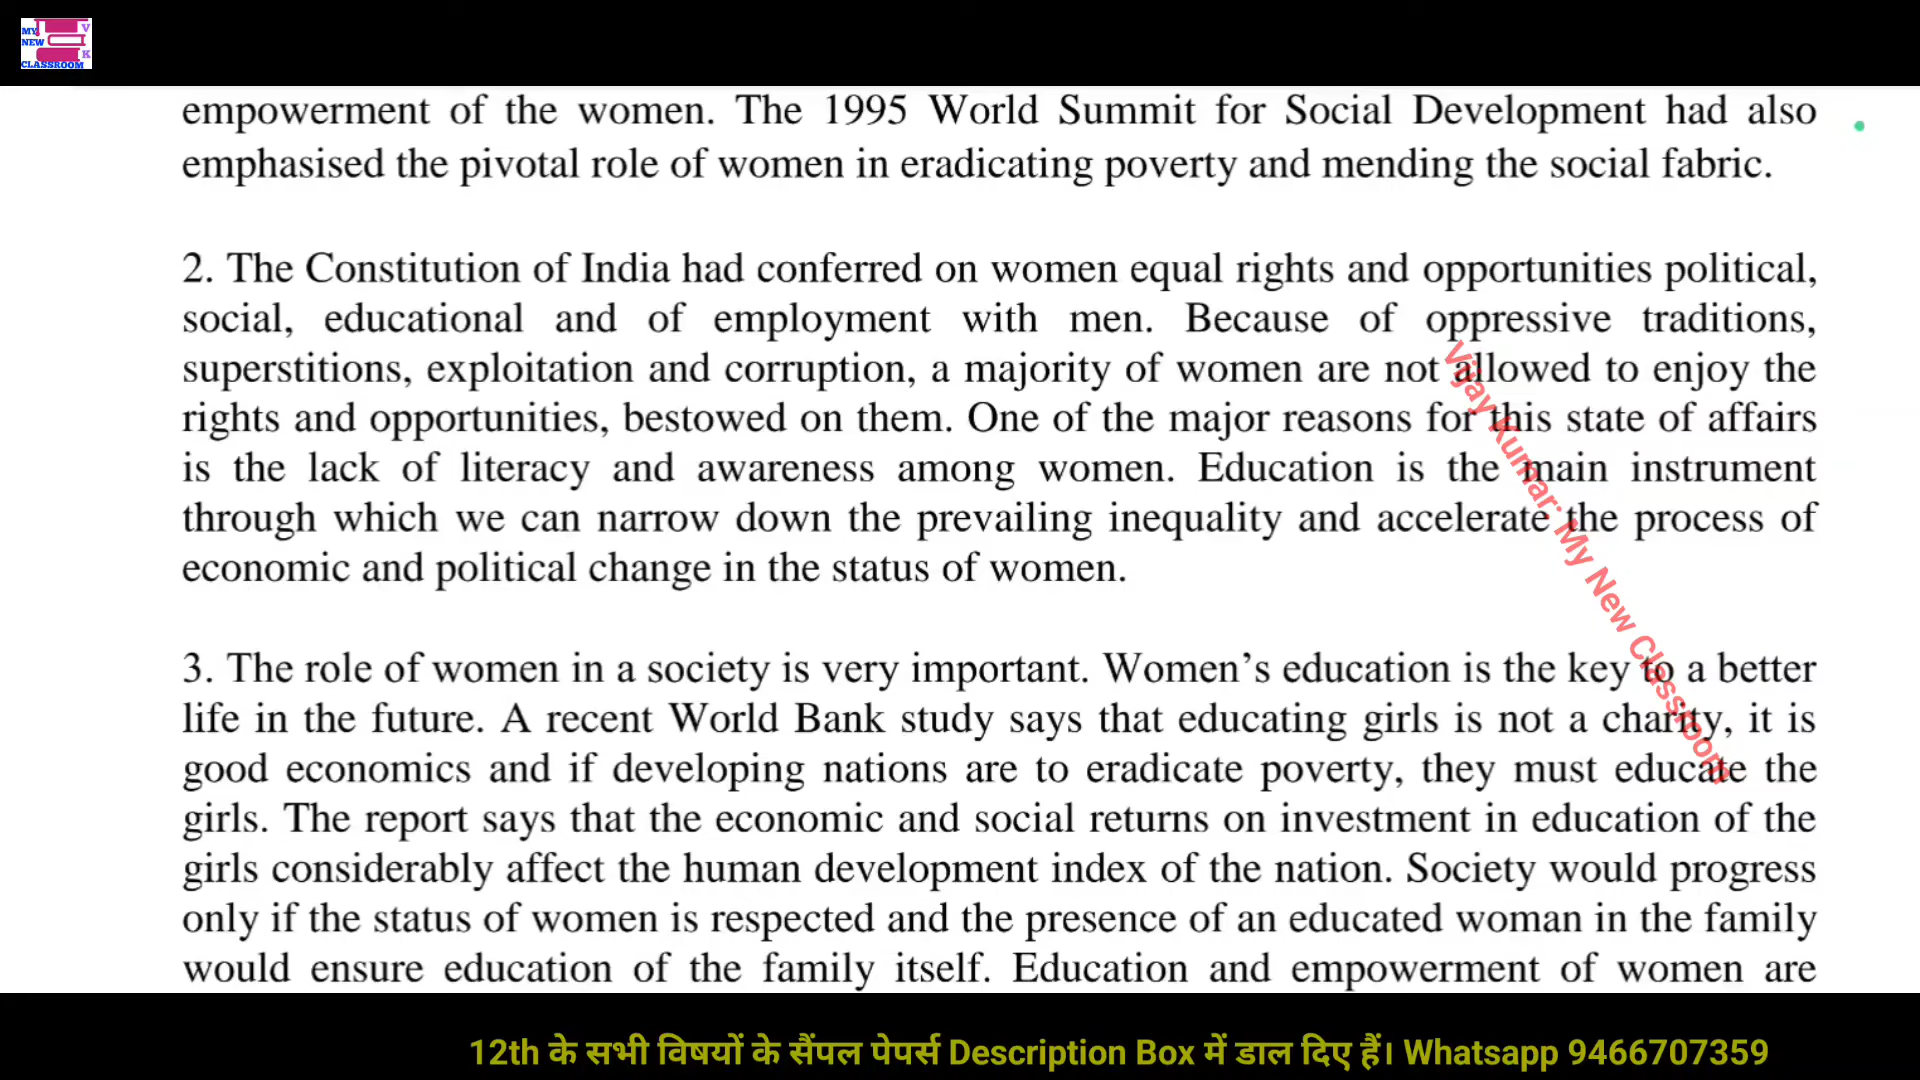 MY V
NEW
K
CLASSROOM
empowerment of the women. The 1995 World Summit for Social Development had also
emphasised the pivotal role of women in eradicating poverty and mending the social fabric.
2. The Constitution of India had conferred on women equal rights and opportunities political,
social, educational and of employment with men. Because of oppressive traditions,
superstitions, exploitation and corruption, a majority of women are not allowed to enjoy the
rights and opportunities, bestowed on them. One of the major reasons for this state of affairs
is the lack of literacy and awareness among women. Education is the main instrument
through which we can narrow down the prevailing inequality and accelerate the process of
economic and political change in the status of women.
Vijay Kumar: My New Classroom
3. The role of women in a society is very important. Women’s education is the key to a better
life in the future. A recent World Bank study says that educating girls is not a charity, it is
good economics and if developing nations are to eradicate poverty, they must educate the
girls. The report says that the economic and social returns on investment in education of the
girls considerably affect the human development index of the nation. Society would progress
only if the status of women is respected and the presence of an educated woman in the family
would ensure education of the family itself. Education and empowerment of women are
12th के सभी विषयों के सैंपल पेपर्स Description Box में डाल दिए हैं। Whatsapp 9466707359